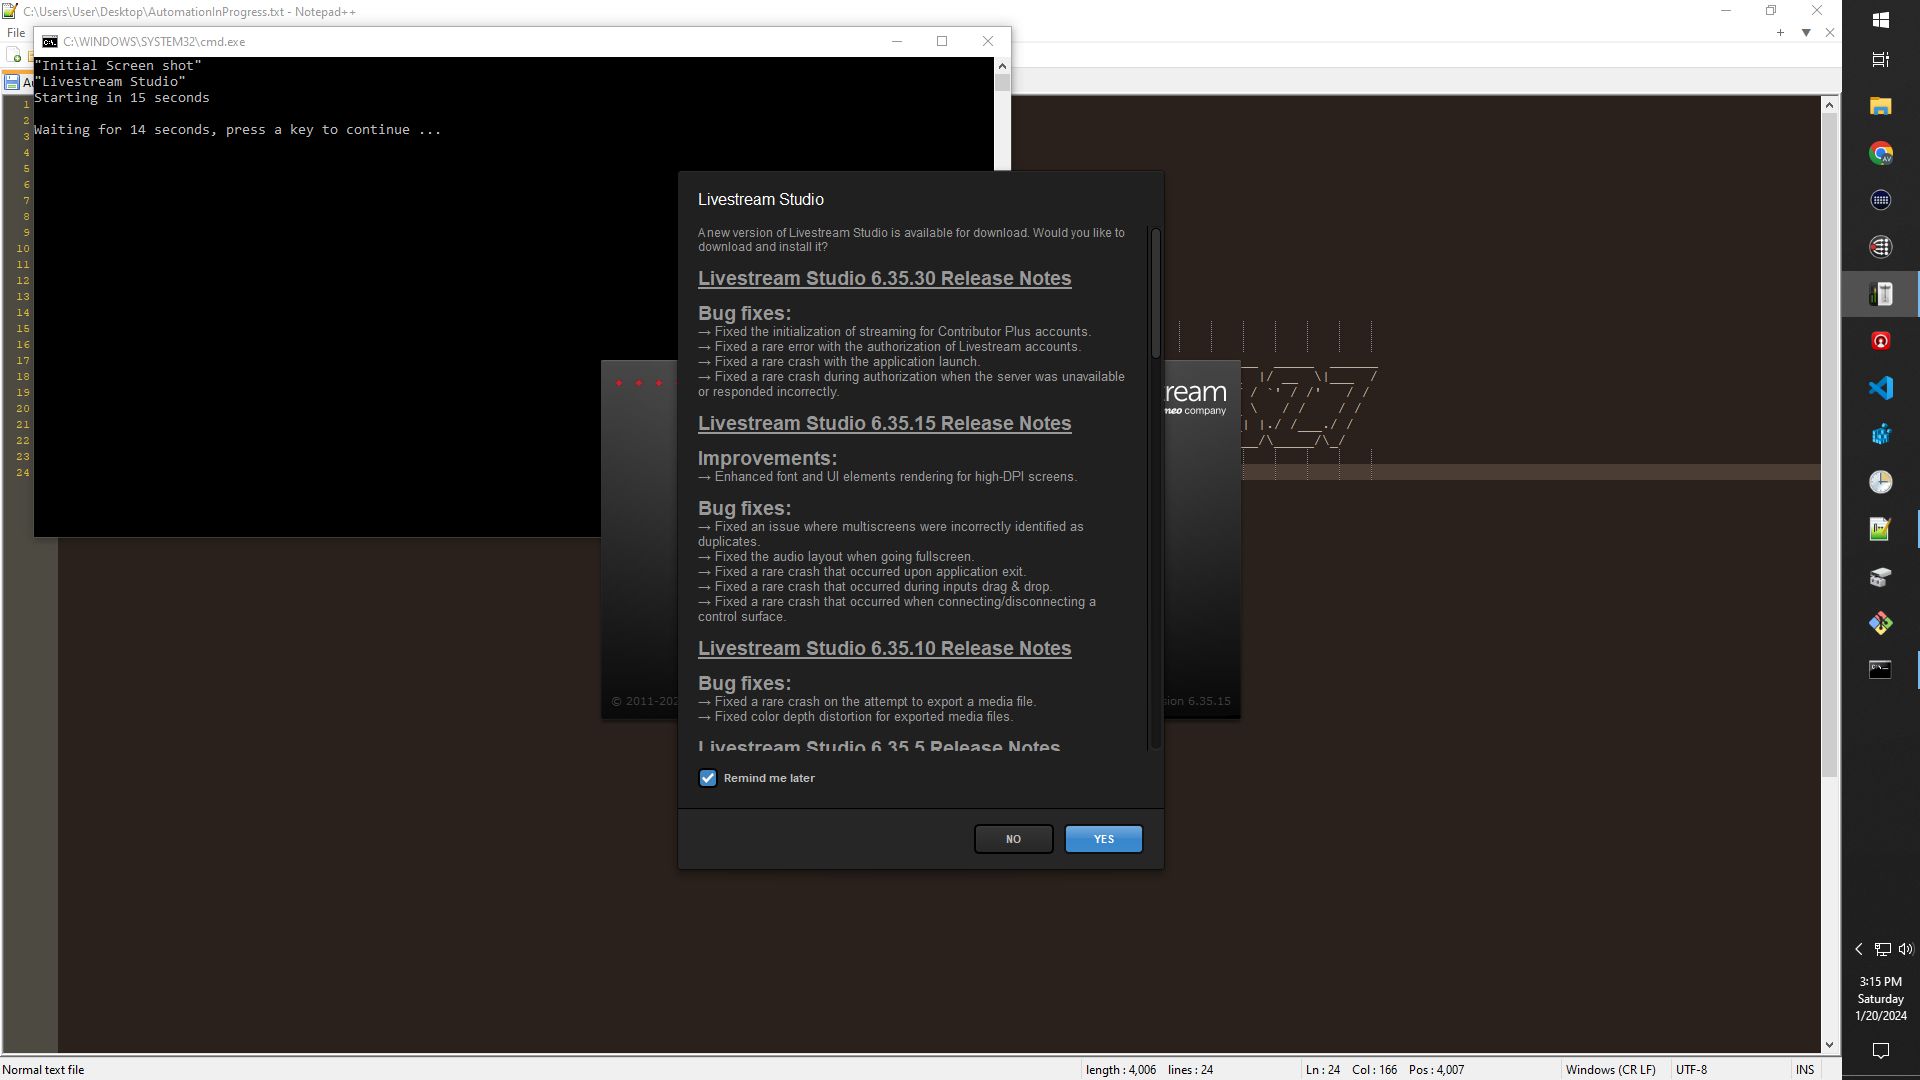 C:\Users\User\Desktop\AutomationInProgress.txt - Notepad++
File
C:\WINDOWS\SYSTEM32\cmd.exe
"Initial Screen shot"
"Livestream Studio"
Starting in 15 seconds
Waiting for 14 seconds, press a key to continue ...
1
2
3
4
5
6
7
8
9
10
11
12
13
14
15
16
17
18
19
20
21
22
23
24
Livestream Studio
A new version of Livestream Studio is available for download. Would you like to
download and install it?
Livestream Studio 6.35.30 Release Notes
Bug fixes:
→ Fixed the initialization of streaming for Contributor Plus accounts.
→ Fixed a rare error with the authorization of Livestream accounts.
→ Fixed a rare crash with the application launch.
→ Fixed a rare crash during authorization when the server was unavailable
or responded incorrectly.
Livestream Studio 6.35.15 Release Notes
Improvements:
→ Enhanced font and UI elements rendering for high-DPI screens.
Bug fixes:
→ Fixed an issue where multiscreens were incorrectly identified as
duplicates.
→ Fixed the audio layout when going fullscreen.
→ Fixed a rare crash that occurred upon application exit.
→ Fixed a rare crash that occurred during inputs drag & drop.
→ Fixed a rare crash that occurred when connecting/disconnecting a
control surface.
Livestream Studio 6.35.10 Release Notes
Bug fixes:
→ Fixed a rare crash on the attempt to export a media file.
→ Fixed color depth distortion for exported media files.
Livestream Studio 6.35.5 Release Notes
Remind me later
NO
YES
ream
meo company
© 2011-202
sion 6.35.15
AV
3:15 PM
Saturday
1/20/2024
Normal text file
length : 4,006 lines : 24
Ln : 24 Col : 166 Pos : 4,007
Windows (CR LF)
UTF-8
INS